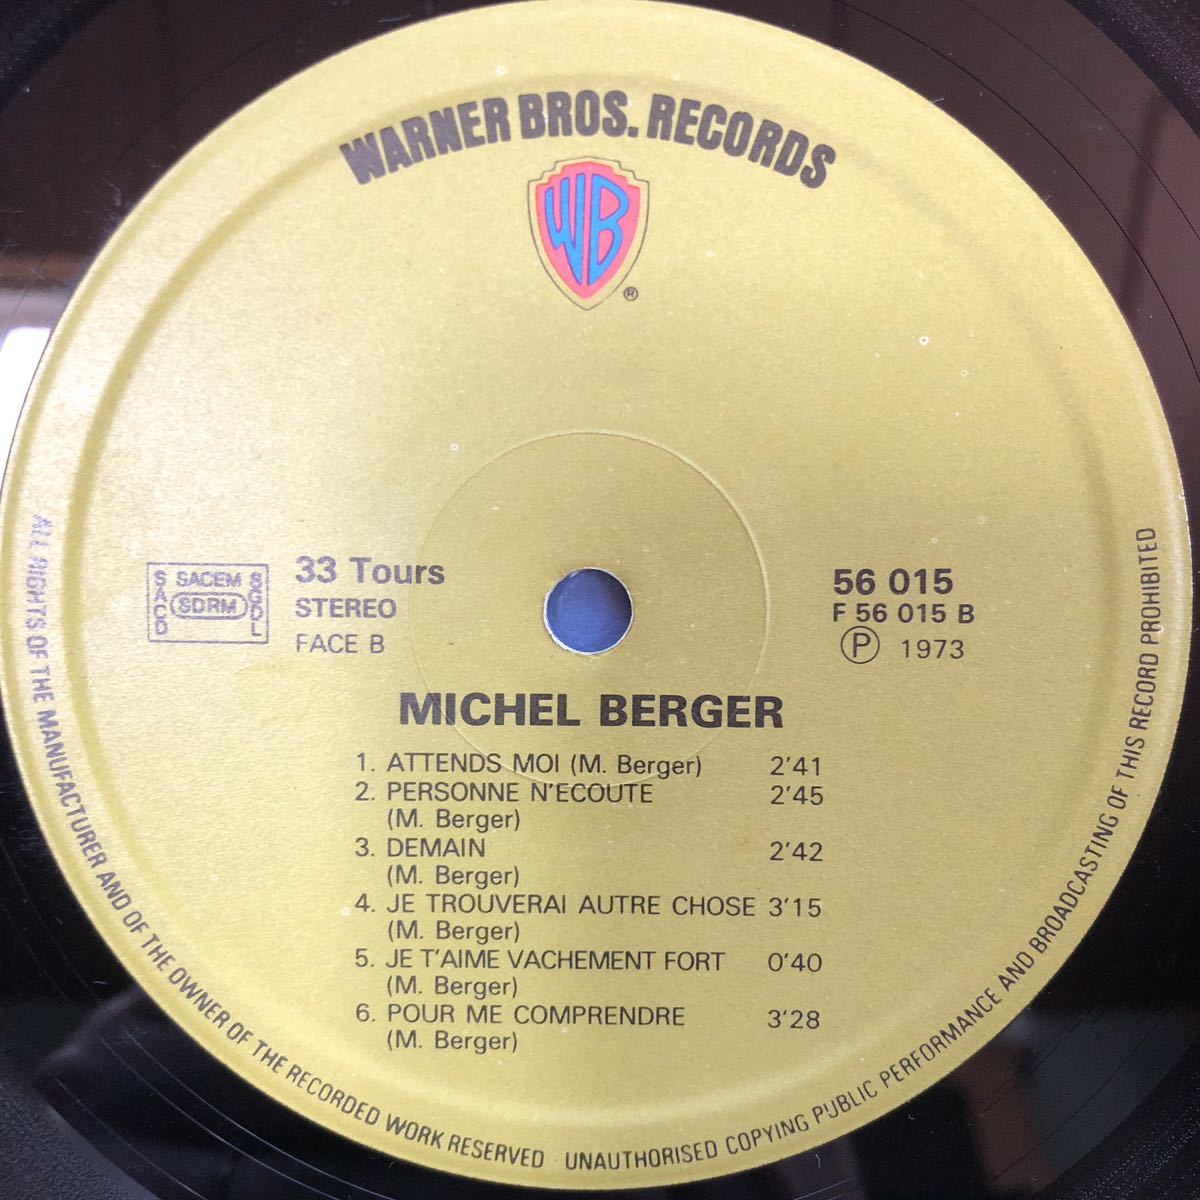 WARNER BROS. RECORDS
WB
®
SACEM
SACD
SDRM
SGDL
33 Tours
STEREO
FACE B
56 015
F 56 015 B
Ⓟ 1973
MICHEL BERGER
1. ATTENDS MOI (M. Berger) 2'41
2. PERSONNE N'ECOUTE 2'45
(M. Berger)
3. DEMAIN 2'42
(M. Berger)
4. JE TROUVERAI AUTRE CHOSE 3'15
(M. Berger)
5. JE T'AIME VACHEMENT FORT 0'40
(M. Berger)
6. POUR ME COMPRENDRE 3'28
(M. Berger)
ALL RIGHTS OF THE MANUFACTURER AND OF THE OWNER OF THE RECORDED WORK RESERVED · UNAUTHORISED COPYING PUBLIC PERFORMANCE AND BROADCASTING OF THIS RECORD PROHIBITED